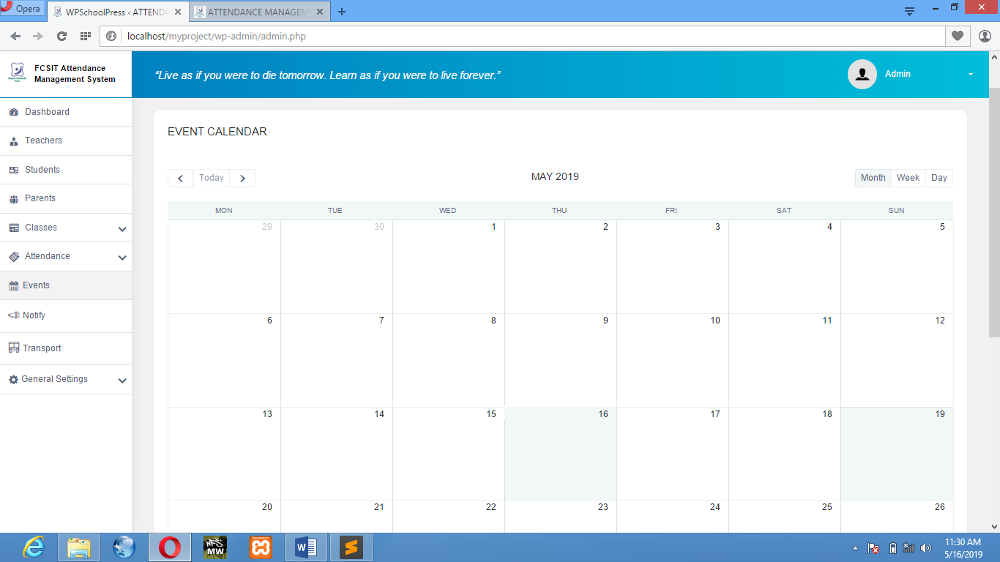 Opera
WPSchoolPress ‹ ATTENDA
ATTENDANCE MANAGEM
localhost/myproject/wp-admin/admin.php
FCSIT Attendance
Management System
“Live as if you were to die tomorrow. Learn as if you were to live forever.”
Admin
Dashboard
Teachers
Students
Parents
Classes
Attendance
Events
Notify
Transport
General Settings
EVENT CALENDAR
Today
MAY 2019
Month Week Day
MON TUE WED THU FRI SAT SUN
29 30 1 2 3 4 5
6 7 8 9 10 11 12
13 14 15 16 17 18 19
20 21 22 23 24 25 26
NFS
MW
11:30 AM
5/16/2019